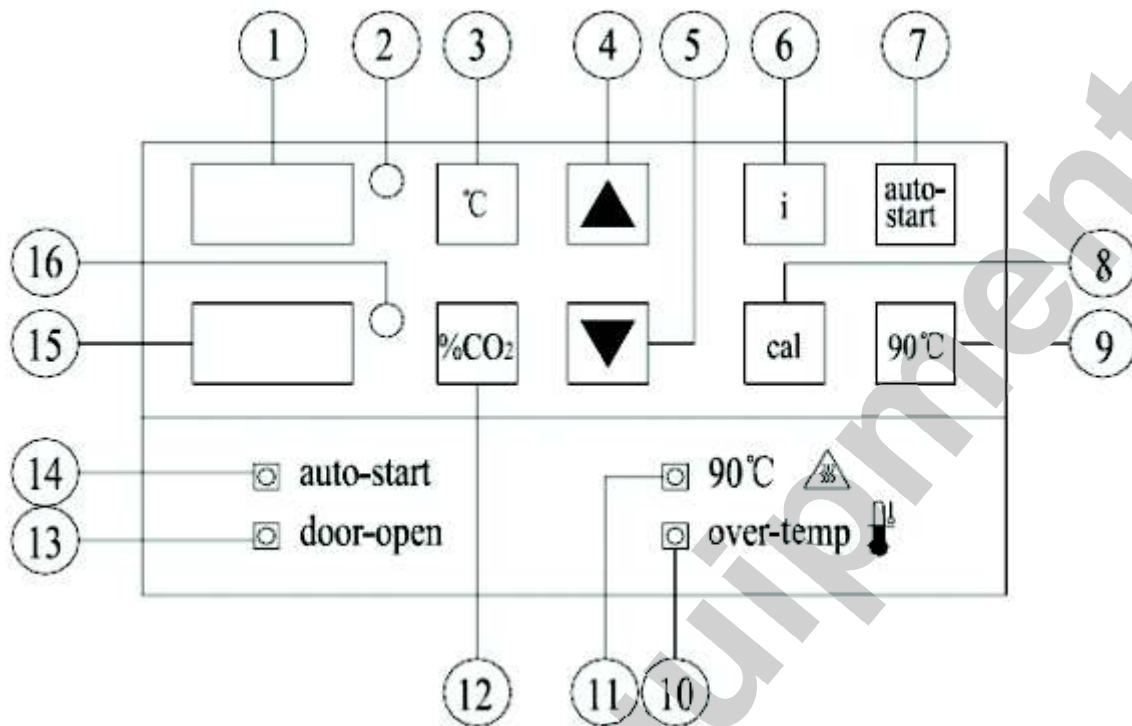 1 2 3 4 5 6 7
℃ ▲ i auto-
start
16
8
15 %CO₂ ▼ cal 90℃ 9
14 auto-start 90℃
13 door-open over-temp
12 11 10
uipment